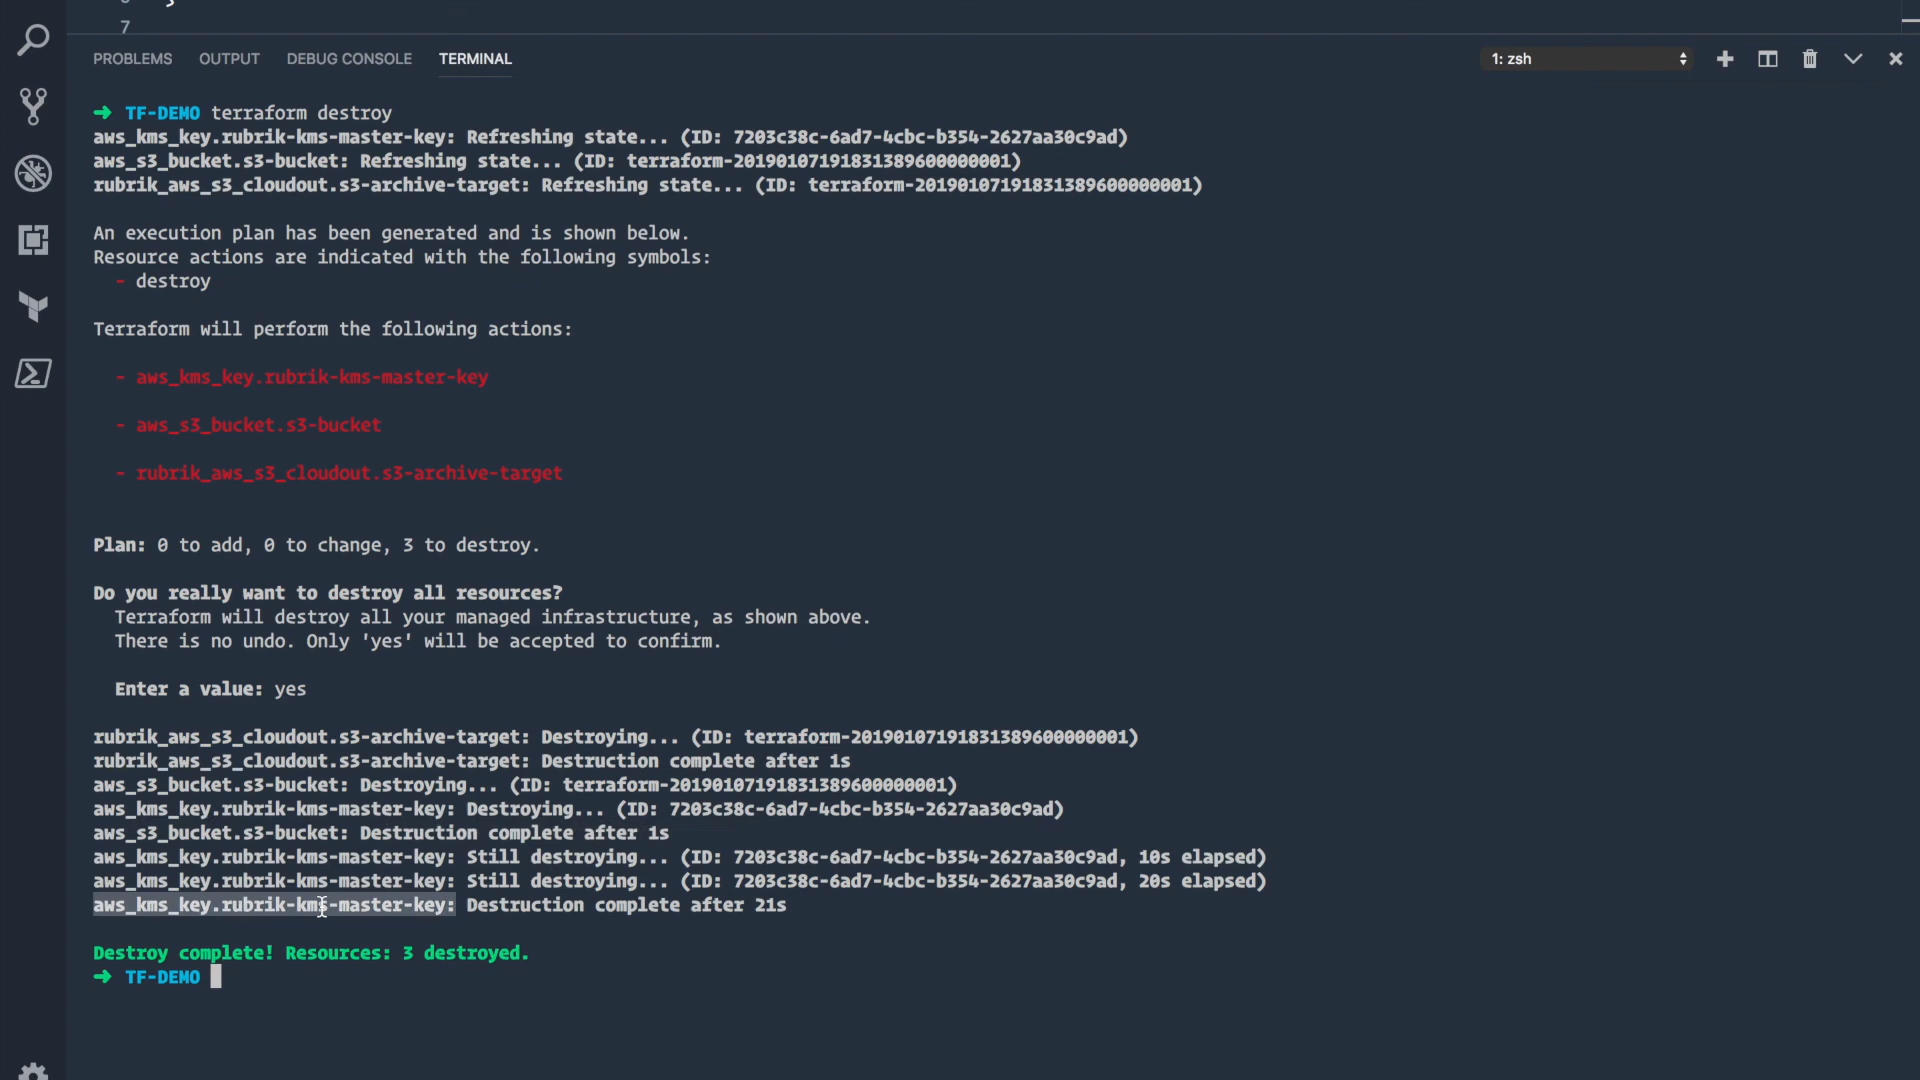 7
PROBLEMS OUTPUT DEBUG CONSOLE TERMINAL 1: zsh
➜ TF-DEMO terraform destroy
aws_kms_key.rubrik-kms-master-key: Refreshing state... (ID: 7203c38c-6ad7-4cbc-b354-2627aa30c9ad)
aws_s3_bucket.s3-bucket: Refreshing state... (ID: terraform-20190107191831389600000001)
rubrik_aws_s3_cloudout.s3-archive-target: Refreshing state... (ID: terraform-20190107191831389600000001)
An execution plan has been generated and is shown below.
Resource actions are indicated with the following symbols:
- destroy
Terraform will perform the following actions:
- aws_kms_key.rubrik-kms-master-key
- aws_s3_bucket.s3-bucket
- rubrik_aws_s3_cloudout.s3-archive-target
Plan: 0 to add, 0 to change, 3 to destroy.
Do you really want to destroy all resources?
Terraform will destroy all your managed infrastructure, as shown above.
There is no undo. Only 'yes' will be accepted to confirm.
Enter a value: yes
rubrik_aws_s3_cloudout.s3-archive-target: Destroying... (ID: terraform-20190107191831389600000001)
rubrik_aws_s3_cloudout.s3-archive-target: Destruction complete after 1s
aws_s3_bucket.s3-bucket: Destroying... (ID: terraform-20190107191831389600000001)
aws_kms_key.rubrik-kms-master-key: Destroying... (ID: 7203c38c-6ad7-4cbc-b354-2627aa30c9ad)
aws_s3_bucket.s3-bucket: Destruction complete after 1s
aws_kms_key.rubrik-kms-master-key: Still destroying... (ID: 7203c38c-6ad7-4cbc-b354-2627aa30c9ad, 10s elapsed)
aws_kms_key.rubrik-kms-master-key: Still destroying... (ID: 7203c38c-6ad7-4cbc-b354-2627aa30c9ad, 20s elapsed)
aws_kms_key.rubrik-kms-master-key: Destruction complete after 21s
Destroy complete! Resources: 3 destroyed.
➜ TF-DEMO